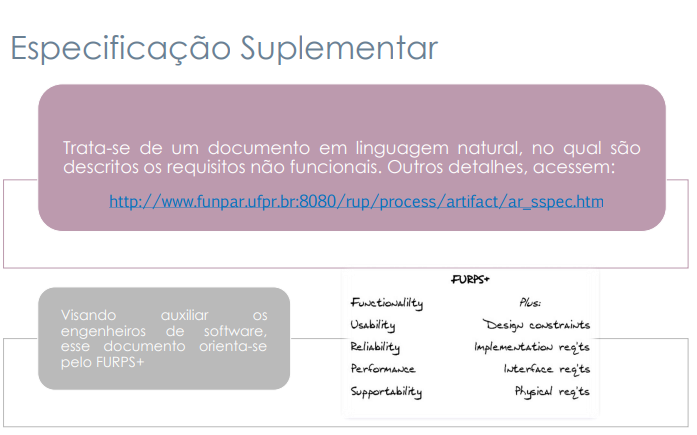 Especificação Suplementar
Trata-se de um documento em linguagem natural, no qual são
descritos os requisitos não funcionais. Outros detalhes, acessem:
http://www.funpar.ufpr.br:8080/rup/process/artifact/ar_sspec.htm
Visando auxiliar os
engenheiros de software,
esse documento orienta-se
pelo FURPS+
FURPS+
Functionalilty Plus:
Usability Design constraints
Reliability Implementation req'ts
Performance Interface req'ts
Supportability Physical req'ts